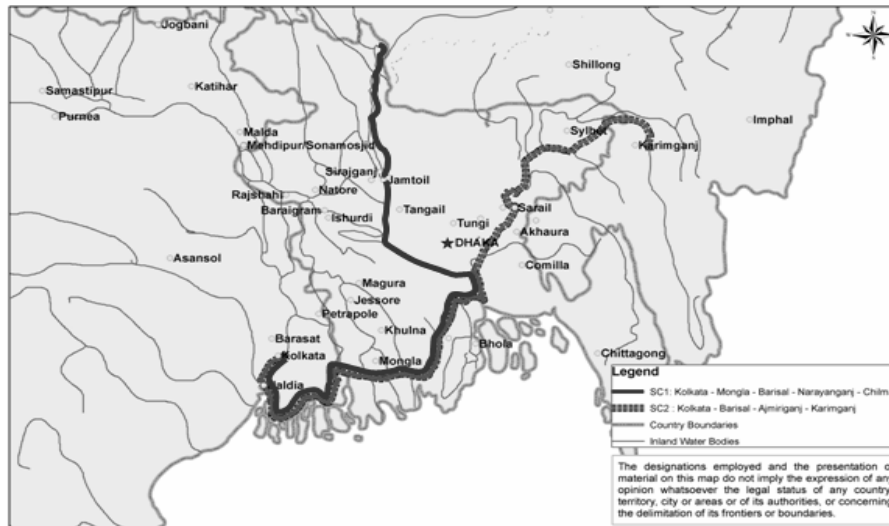 Jogbani
Shillong
Samastipur
Katihar
Purnea
Imphal
Malda
Sylhet
Mehdipur/Sonamosjid
Karimganj
Sirajganj
Jamtoil
Natore
Rajshahi
Baraigram
Tangail
Sarail
Ishurdi
Tungi
Akhaura
DHAKA
Asansol
Comilla
Magura
Jessore
Petrapole
Khulna
Barasat
Bhola
Kolkata
Mongla
Chittagong
Haldia
Legend
SC1: Kolkata - Mongla - Barisal - Narayanganj - Chilm
SC2 : Kolkata - Barisal - Ajmiriganj - Karimganj
Country Boundaries
Inland Water Bodies
The designations employed and the presentation o
material on this map do not imply the expression of any
opinion whatsoever the legal status of any country
territory, city or areas or of its authorities, or concerning
the delimitation of its frontiers or boundaries.